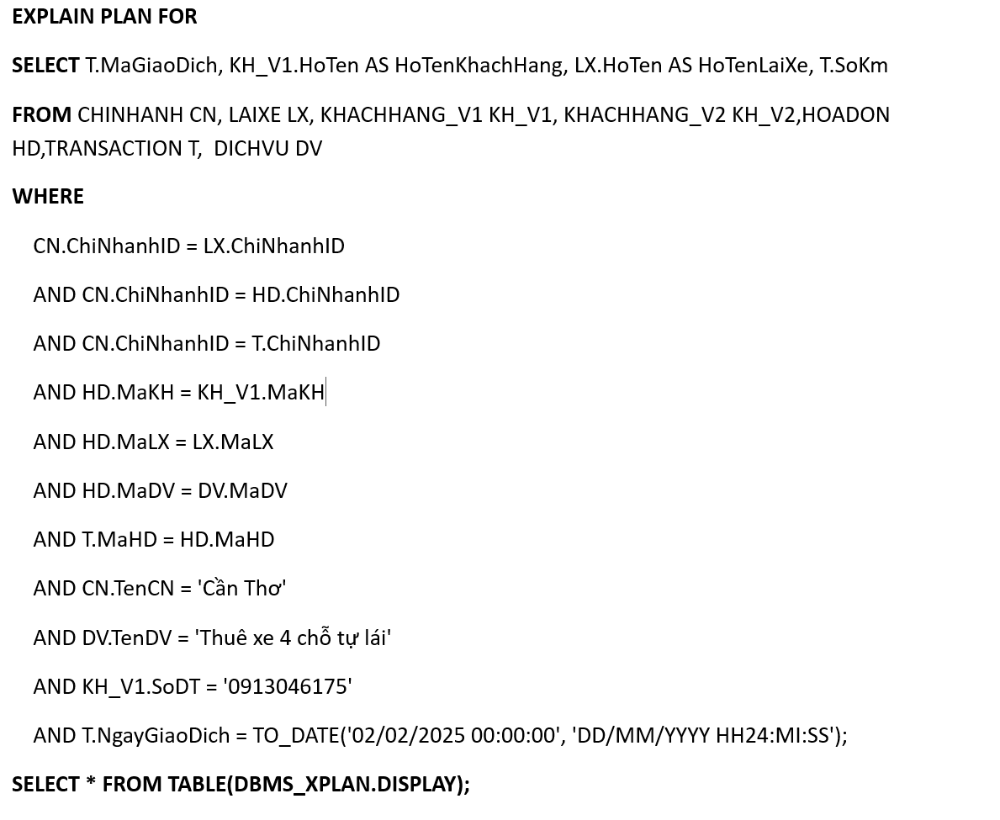 EXPLAIN PLAN FOR
SELECT T.MaGiaoDich, KH_V1.HoTen AS HoTenKhachHang, LX.HoTen AS HoTenLaiXe, T.SoKm
FROM CHINHANH CN, LAIXE LX, KHACHHANG_V1 KH_V1, KHACHHANG_V2 KH_V2,HOADON
HD,TRANSACTION T,  DICHVU DV
WHERE
CN.ChiNhanhID = LX.ChiNhanhID
AND CN.ChiNhanhID = HD.ChiNhanhID
AND CN.ChiNhanhID = T.ChiNhanhID
AND HD.MaKH = KH_V1.MaKH
AND HD.MaLX = LX.MaLX
AND HD.MaDV = DV.MaDV
AND T.MaHD = HD.MaHD
AND CN.TenCN = 'Cần Thơ'
AND DV.TenDV = 'Thuê xe 4 chỗ tự lái'
AND KH_V1.SoDT = '0913046175'
AND T.NgayGiaoDich = TO_DATE('02/02/2025 00:00:00', 'DD/MM/YYYY HH24:MI:SS');
SELECT * FROM TABLE(DBMS_XPLAN.DISPLAY);